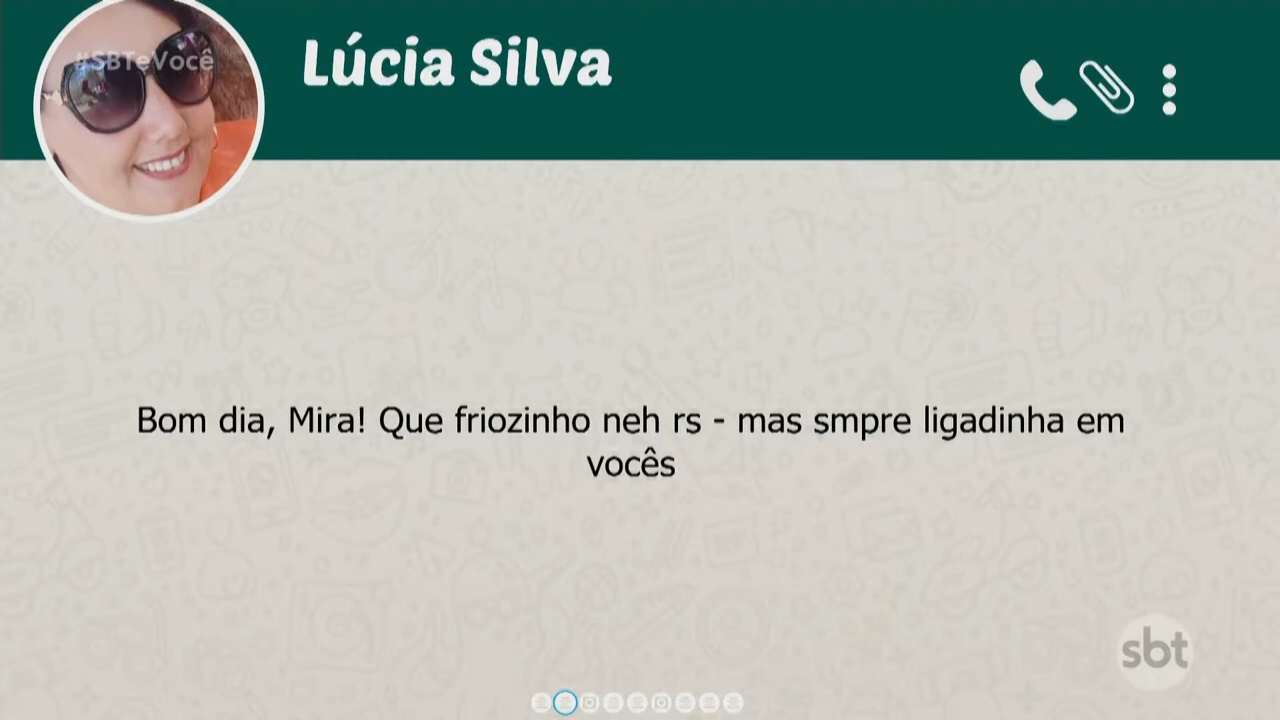 #SBTeVocê
Lúcia Silva
Bom dia, Mira! Que friozinho neh rs - mas smpre ligadinha em
vocês
sbt